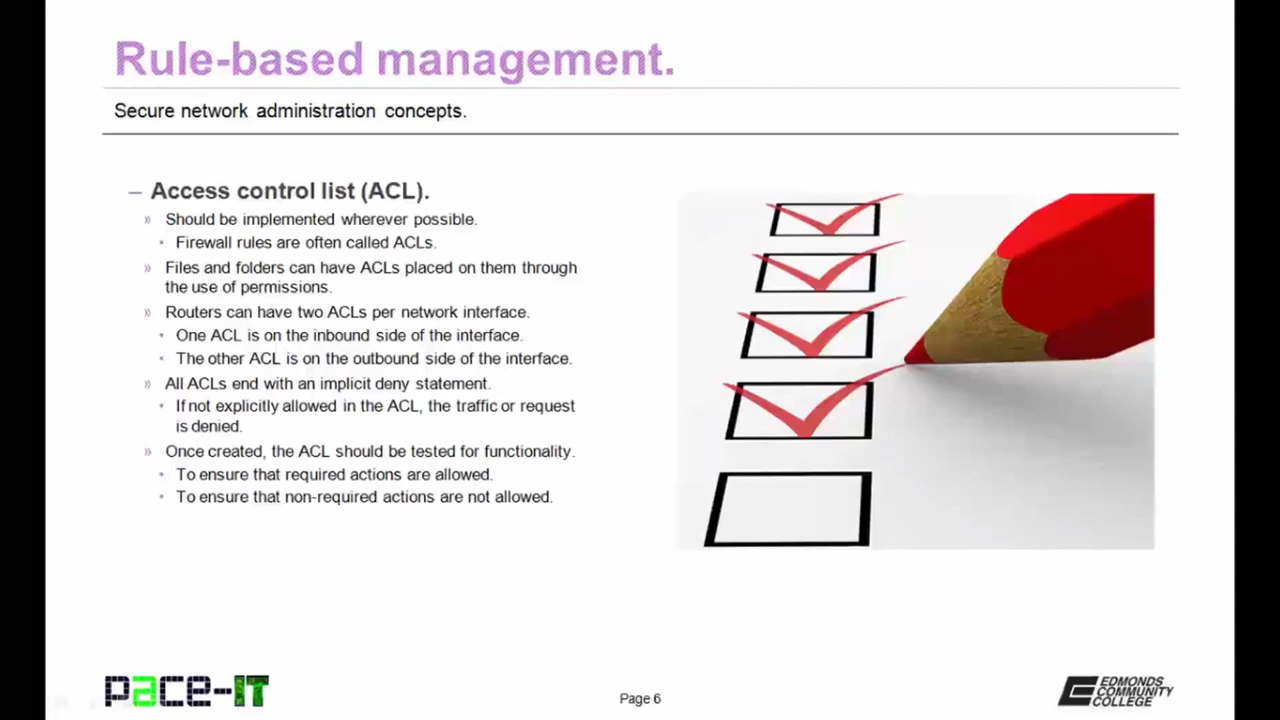 Rule-based management.
Secure network administration concepts.
– Access control list (ACL).
» Should be implemented wherever possible.
• Firewall rules are often called ACLs.
» Files and folders can have ACLs placed on them through
the use of permissions.
» Routers can have two ACLs per network interface.
• One ACL is on the inbound side of the interface.
• The other ACL is on the outbound side of the interface.
» All ACLs end with an implicit deny statement.
• If not explicitly allowed in the ACL, the traffic or request
is denied.
» Once created, the ACL should be tested for functionality.
• To ensure that required actions are allowed.
• To ensure that non-required actions are not allowed.
pace-IT
Page 6
EDMONDS
COMMUNITY
COLLEGE